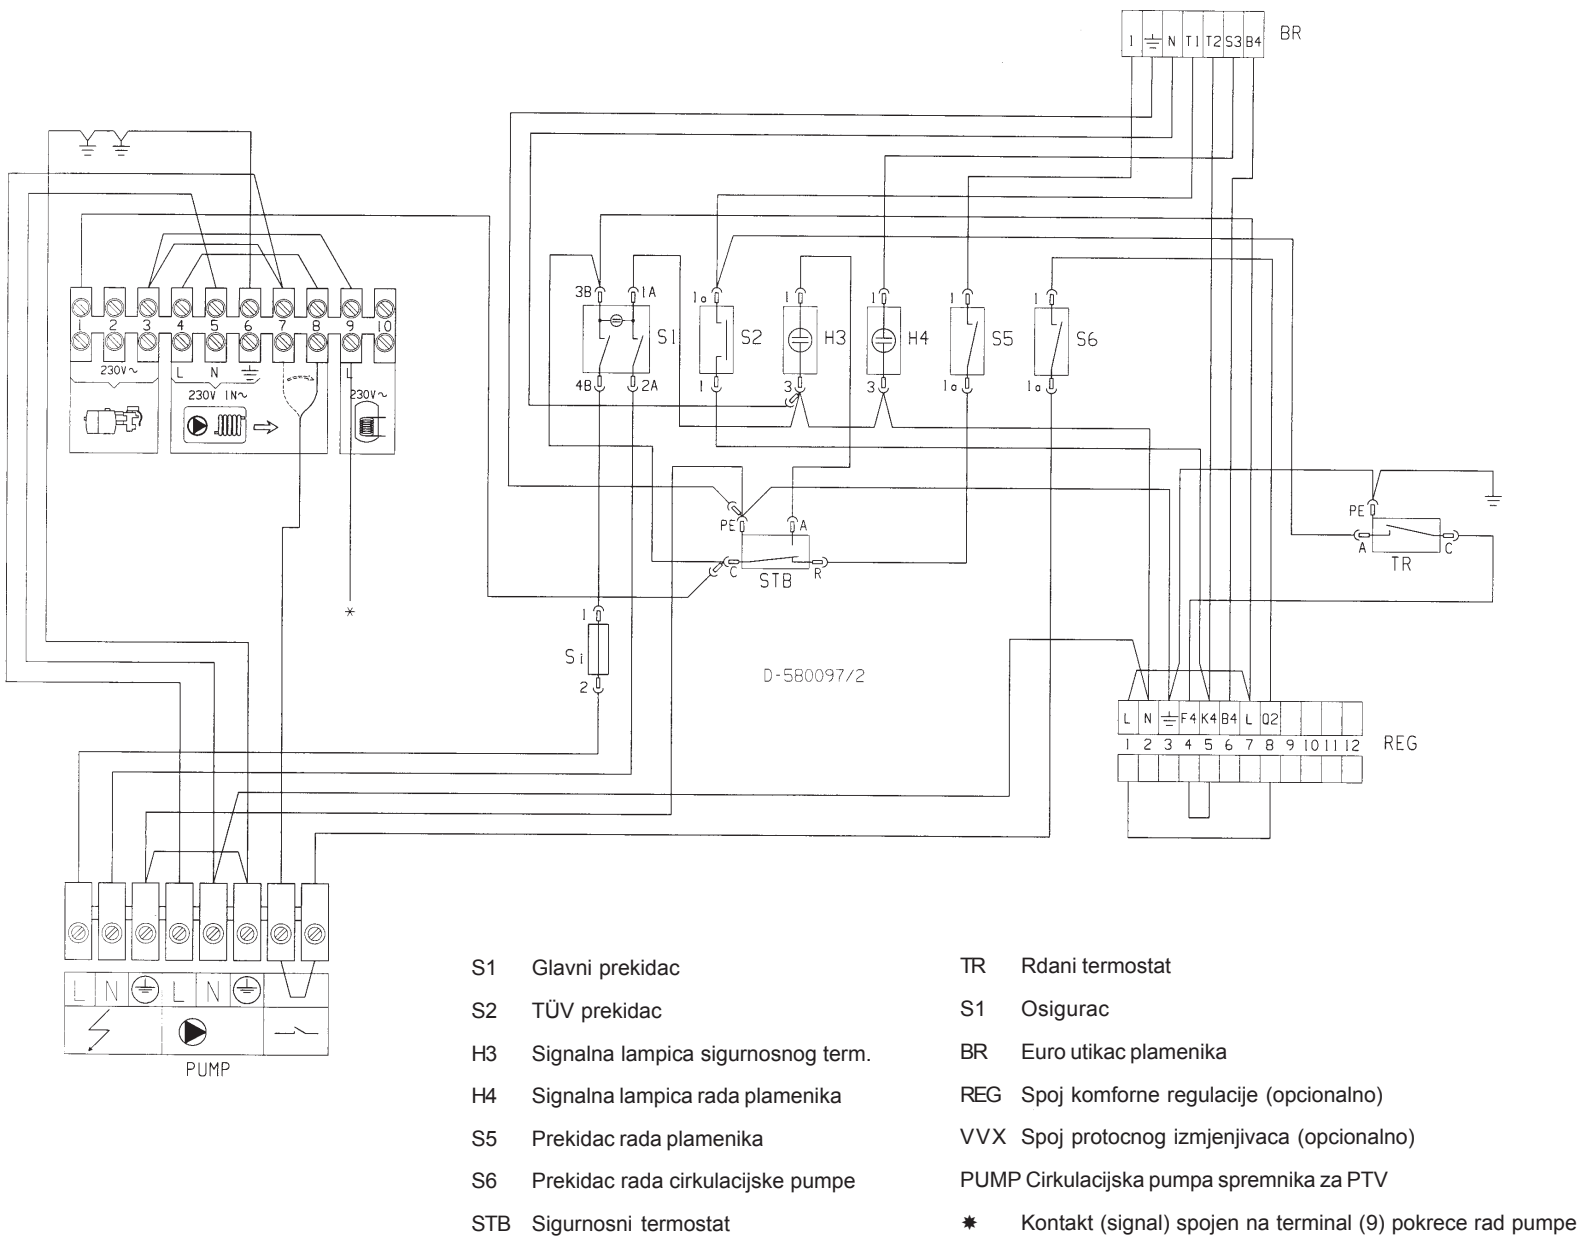 1 N T1 T2 S3 B4 BR
3B 1A 1a 1 1 1 1
1 2 3 4 5 6 7 8 9 10
S1 S2 H3 H4 S5 S6
230V~ L N L
4B 2A 1 3 3 1a 1a
230V 1N~ 230V~
PE A PE
A C
C STB R TR
*
1
Si
2
D-580097/2
L N F4 K4 B4 L Q2
1 2 3 4 5 6 7 8 9 10 11 12 REG
L N L N
PUMP
S1 Glavni prekidac
S2 TÜV prekidac
H3 Signalna lampica sigurnosnog term.
H4 Signalna lampica rada plamenika
S5 Prekidac rada plamenika
S6 Prekidac rada cirkulacijske pumpe
STB Sigurnosni termostat
TR Rdani termostat
S1 Osigurac
BR Euro utikac plamenika
REG Spoj komforne regulacije (opcionalno)
VVX Spoj protocnog izmjenjivaca (opcionalno)
PUMP Cirkulacijska pumpa spremnika za PTV
✷ Kontakt (signal) spojen na terminal (9) pokrece rad pumpe